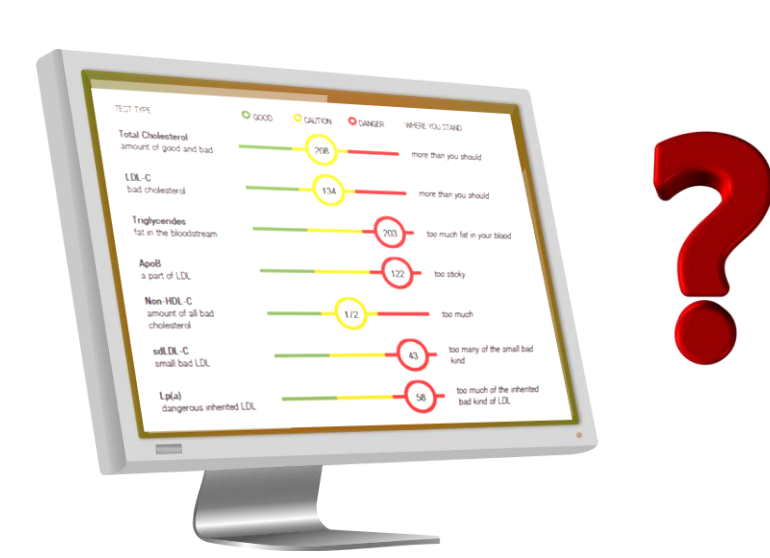 TEST TYPE GOOD CAUTION DANGER WHERE YOU STAND
Total Cholesterol
amount of good and bad 208 more than you should
LDL-C
bad cholesterol 134 more than you should
Triglycerides
fat in the bloodstream 203 too much fat in your blood
ApoB
a part of LDL 122 too sticky
Non-HDL-C
amount of all bad 172 too much
cholesterol
sdLDL-C 43 too many of the small bad
small bad LDL kind
Lp(a) 58 too much of the inherited
dangerous inherited LDL bad kind of LDL
?